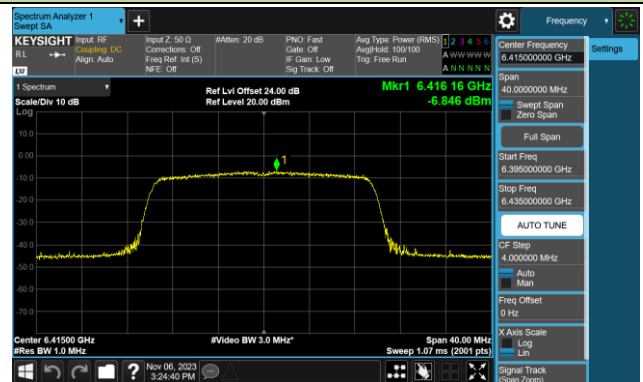 Spectrum Analyzer 1
Swept SA
Frequency
KEYSIGHT
RL
Input: RF
Coupling: DC
Align: Auto
Input Z: 50 Ω
Corrections: Off
Freq Ref: Int (S)
NFE: Off
#Atten: 20 dB
PNO: Fast
Gate: Off
IF Gain: Low
Sig Track: Off
Avg Type: Power (RMS)
Avg|Hold: 100/100
Trig: Free Run
1 2 3 4 5 6
A W W W W W
A N N N N N
LXI
1 Spectrum
Scale/Div 10 dB
Log
Ref Lvl Offset 24.00 dB
Ref Level 20.00 dBm
Mkr1 6.416 16 GHz
-6.846 dBm
10.0
0.00
-10.0
-20.0
-30.0
-40.0
-50.0
-60.0
-70.0
1
Center 6.41500 GHz
#Res BW 1.0 MHz
#Video BW 3.0 MHz*
Span 40.00 MHz
Sweep 1.07 ms (2001 pts)
Nov 06, 2023
3:24:40 PM
Center Frequency
6.415000000 GHz
Settings
Span
40.0000000 MHz
Swept Span
Zero Span
Full Span
Start Freq
6.395000000 GHz
Stop Freq
6.435000000 GHz
AUTO TUNE
CF Step
4.000000 MHz
Auto
Man
Freq Offset
0 Hz
X Axis Scale
Log
Lin
Signal Track
(Span Zoom)